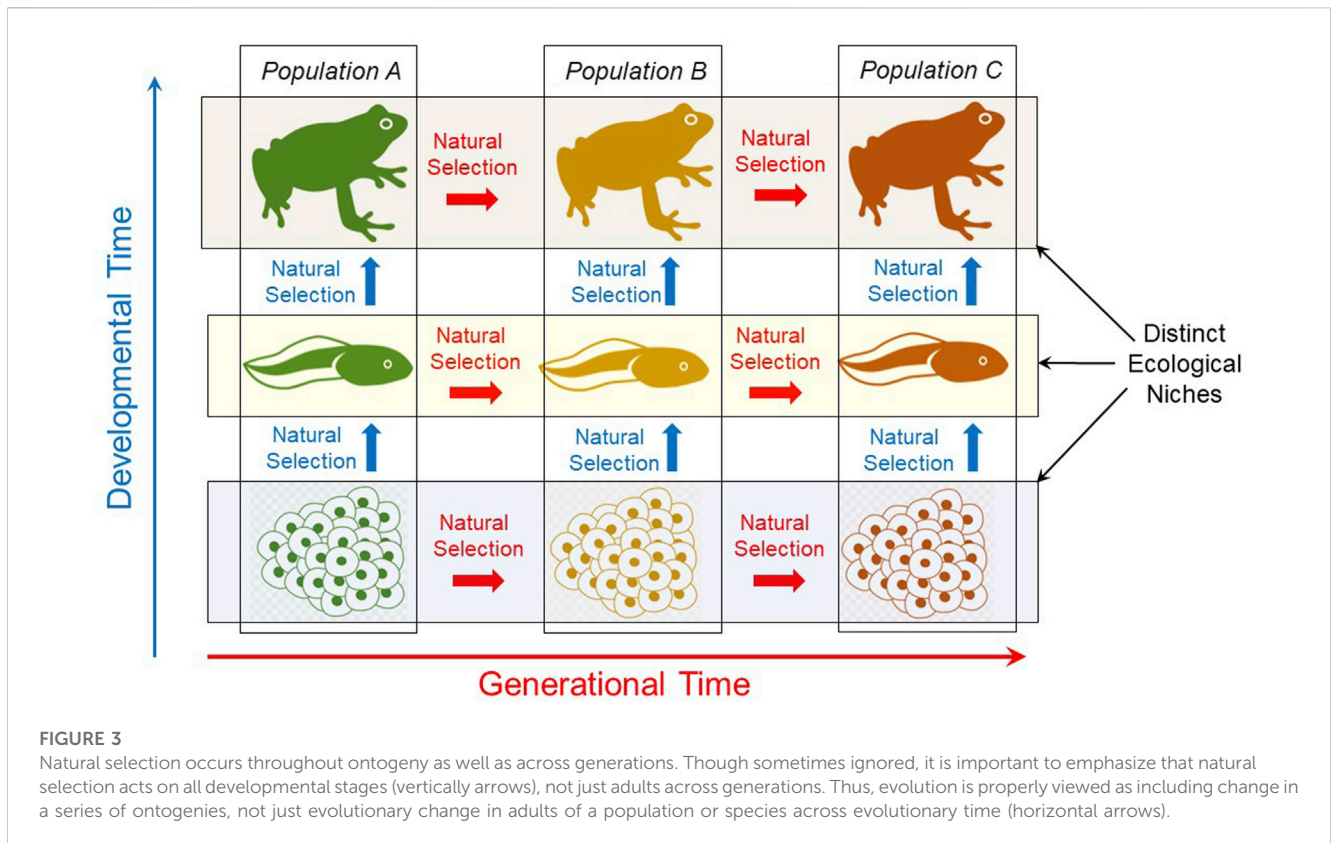 Population A
Population B
Population C
Natural
Selection
Natural
Selection
Natural
Selection
Natural
Selection
Natural
Selection
Natural
Selection
Natural
Selection
Distinct
Ecological
Niches
Natural
Selection
Natural
Selection
Natural
Selection
Natural
Selection
Natural
Selection
Developmental Time
Generational Time
FIGURE 3
Natural selection occurs throughout ontogeny as well as across generations. Though sometimes ignored, it is important to emphasize that natural
selection acts on all developmental stages (vertically arrows), not just adults across generations. Thus, evolution is properly viewed as including change in
a series of ontogenies, not just evolutionary change in adults of a population or species across evolutionary time (horizontal arrows).